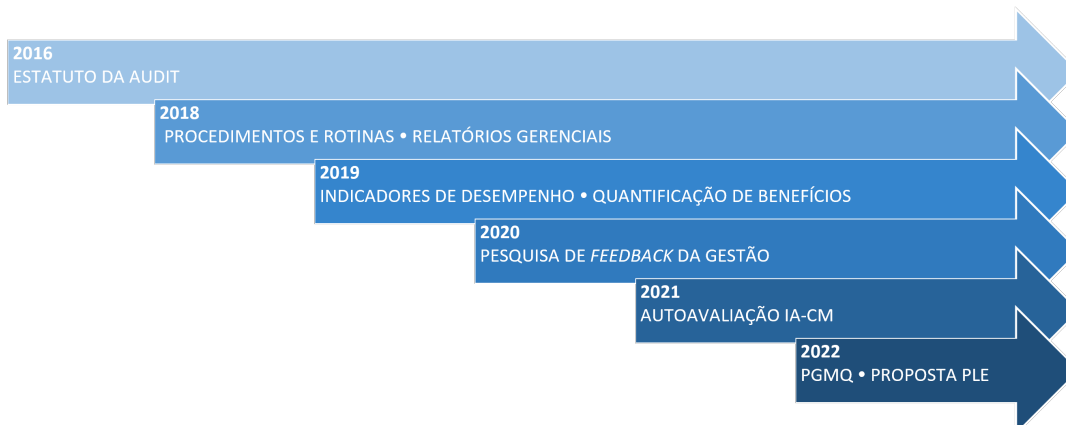 2016
ESTATUTO DA AUDIT
2018
PROCEDIMENTOS E ROTINAS • RELATÓRIOS GERENCIAIS
2019
INDICADORES DE DESEMPENHO • QUANTIFICAÇÃO DE BENEFÍCIOS
2020
PESQUISA DE FEEDBACK DA GESTÃO
2021
AUTOAVALIAÇÃO IA-CM
2022
PGMQ • PROPOSTA PLE